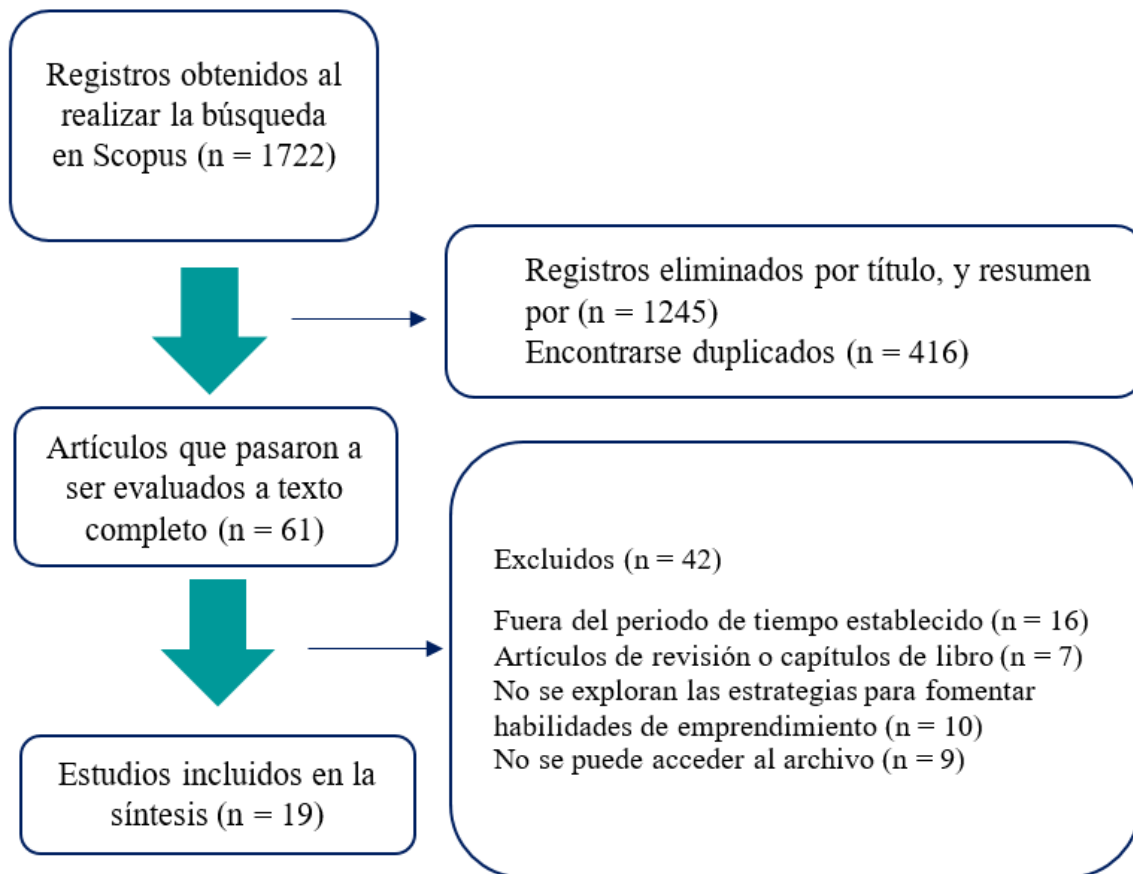 Registros obtenidos al
realizar la búsqueda
en Scopus (n = 1722)
Registros eliminados por título, y resumen
por (n = 1245)
Encontrarse duplicados (n = 416)
Artículos que pasaron a
ser evaluados a texto
completo (n = 61)
Excluidos (n = 42)
Fuera del periodo de tiempo establecido (n = 16)
Artículos de revisión o capítulos de libro (n = 7)
No se exploran las estrategias para fomentar
habilidades de emprendimiento (n = 10)
No se puede acceder al archivo (n = 9)
Estudios incluidos en la
síntesis (n = 19)